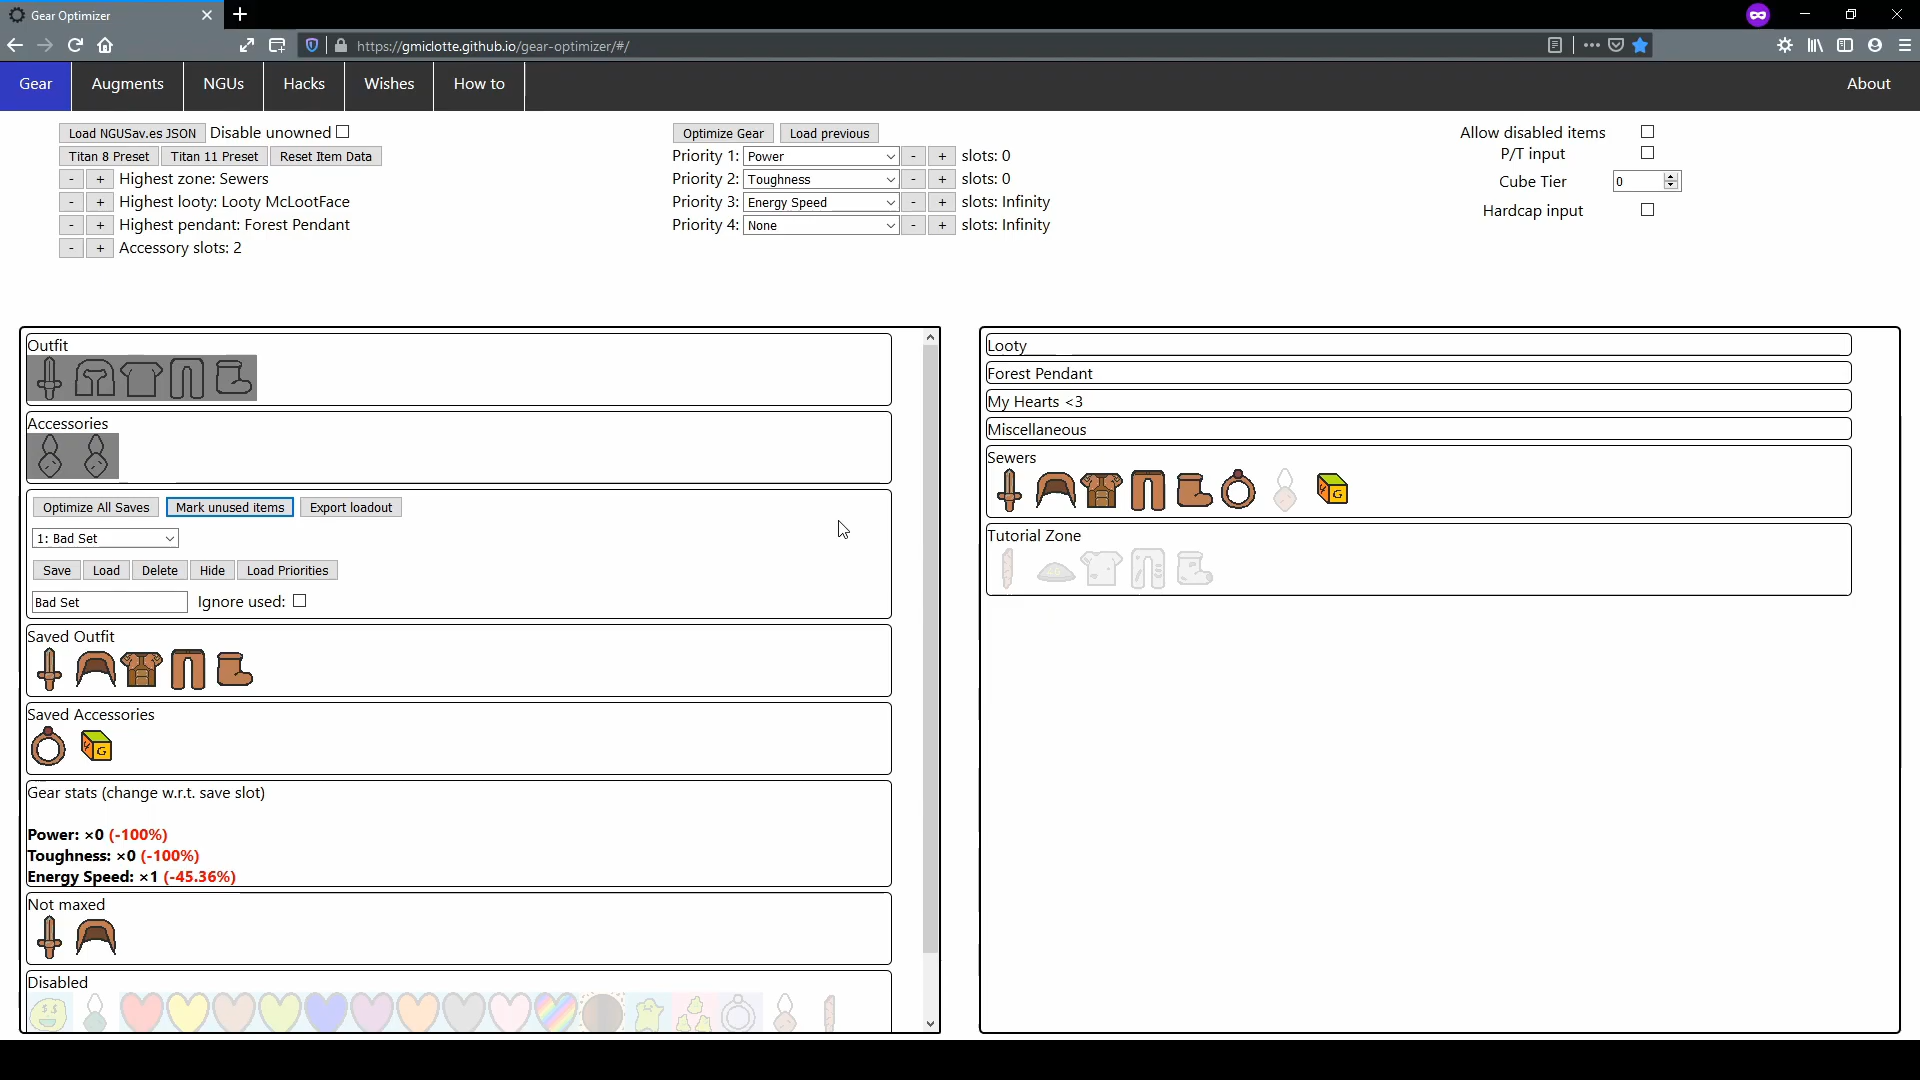 Gear Optimizer
https://gmiclotte.github.io/gear-optimizer/#/
Gear
Augments
NGUs
Hacks
Wishes
How to
About
Load NGUSav.es JSON
Disable unowned
Titan 8 Preset
Titan 11 Preset
Reset Item Data
- + Highest zone: Sewers
- + Highest looty: Looty McLootFace
- + Highest pendant: Forest Pendant
- + Accessory slots: 2
Optimize Gear
Load previous
Priority 1: Power - + slots: 0
Priority 2: Toughness - + slots: 0
Priority 3: Energy Speed - + slots: Infinity
Priority 4: None - + slots: Infinity
Allow disabled items
P/T input
Cube Tier 0
Hardcap input
Outfit
Accessories
Optimize All Saves
Mark unused items
Export loadout
1: Bad Set
Save
Load
Delete
Hide
Load Priorities
Bad Set
Ignore used:
Saved Outfit
Saved Accessories
Gear stats (change w.r.t. save slot)
Power: ×0 (-100%)
Toughness: ×0 (-100%)
Energy Speed: ×1 (-45.36%)
Not maxed
Disabled
Looty
Forest Pendant
My Hearts <3
Miscellaneous
Sewers
Tutorial Zone